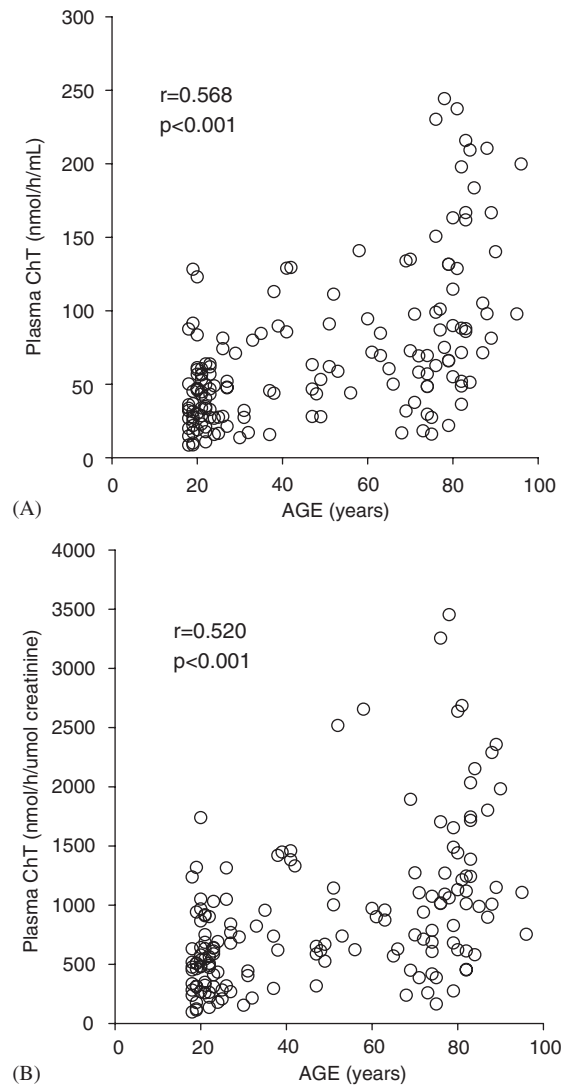 300
250
200
150
100
50
0
Plasma ChT (nmol/h/mL)
r=0.568
p<0.001
0 20 40 60 80 100
AGE (years)
(A)
4000
3500
3000
2500
2000
1500
1000
500
0
Plasma ChT (nmol/h/umol creatinine)
r=0.520
p<0.001
0 20 40 60 80 100
AGE (years)
(B)